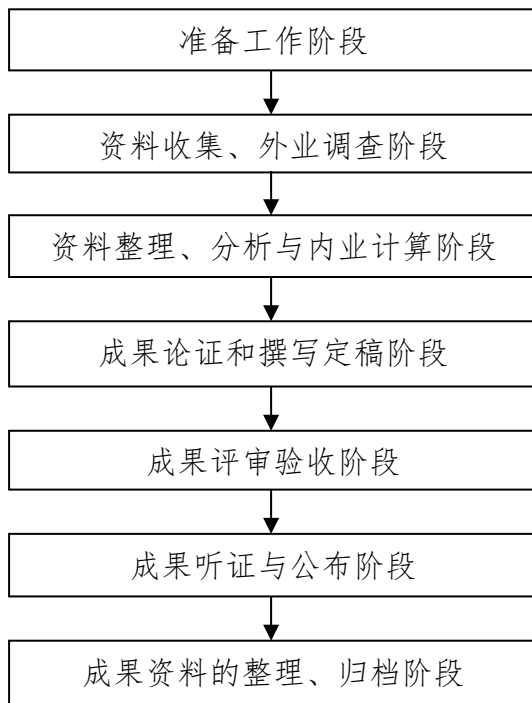 准备工作阶段
资料收集、外业调查阶段
资料整理、分析与内业计算阶段
成果论证和撰写定稿阶段
成果评审验收阶段
成果听证与公布阶段
成果资料的整理、归档阶段